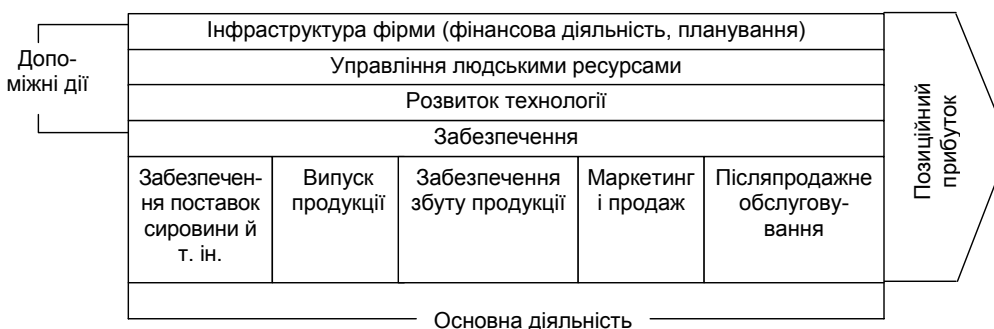 Інфраструктура фірми (фінансова діяльність, планування)
Допо-
міжні дії
Управління людськими ресурсами
Розвиток технології
Забезпечення
Забезпечен-
ня поставок
сировини й
т. ін.
Випуск
продукції
Забезпечення
збуту продукції
Маркетинг
і продаж
Післяпродажне
обслугову-
вання
Позиційний
прибуток
Основна діяльність